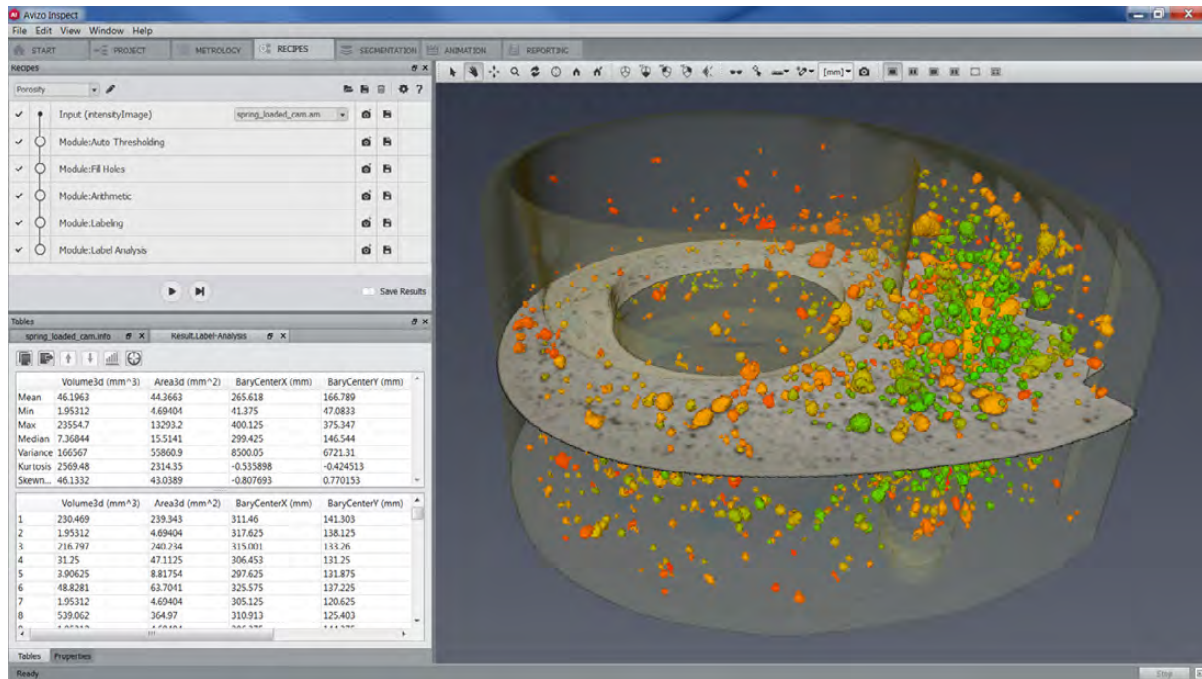 Avizo Inspect
File Edit View Window Help
START PROJECT METROLOGY RECIPES SEGMENTATION ANIMATION REPORTING
Recipes
Porosity
Input (intensityImage) spring_loaded_cam.am
Module:Auto Thresholding
Module:Fill Holes
Module:Arithmetic
Module:Labeling
Module:Label Analysis
Save Results
[mm]
Tables
spring_loaded_cam.info Result.Label-Analysis
Volume3d (mm^3) Area3d (mm^2) BaryCenterX (mm) BaryCenterY (mm)
Mean 46.1963 44.3663 265.618 166.789
Min 1.95312 4.69404 41.375 47.0833
Max 23554.7 13293.2 400.125 375.347
Median 7.36844 15.5141 299.425 146.544
Variance 166567 55860.9 8500.05 6721.31
Kurtosis 2569.48 2314.35 -0.535898 -0.424513
Skewn... 46.1332 43.0389 -0.807693 0.770153
Volume3d (mm^3) Area3d (mm^2) BaryCenterX (mm) BaryCenterY (mm)
1 230.469 239.343 311.46 141.303
2 1.95312 4.69404 317.625 138.125
3 216.797 240.234 315.001 133.26
4 31.25 47.1125 306.453 131.25
5 3.90625 8.81754 297.625 131.875
6 48.8281 63.7041 325.575 137.225
7 1.95312 4.69404 305.125 120.625
8 539.062 364.97 310.913 125.403
Tables Properties
Ready
Stop